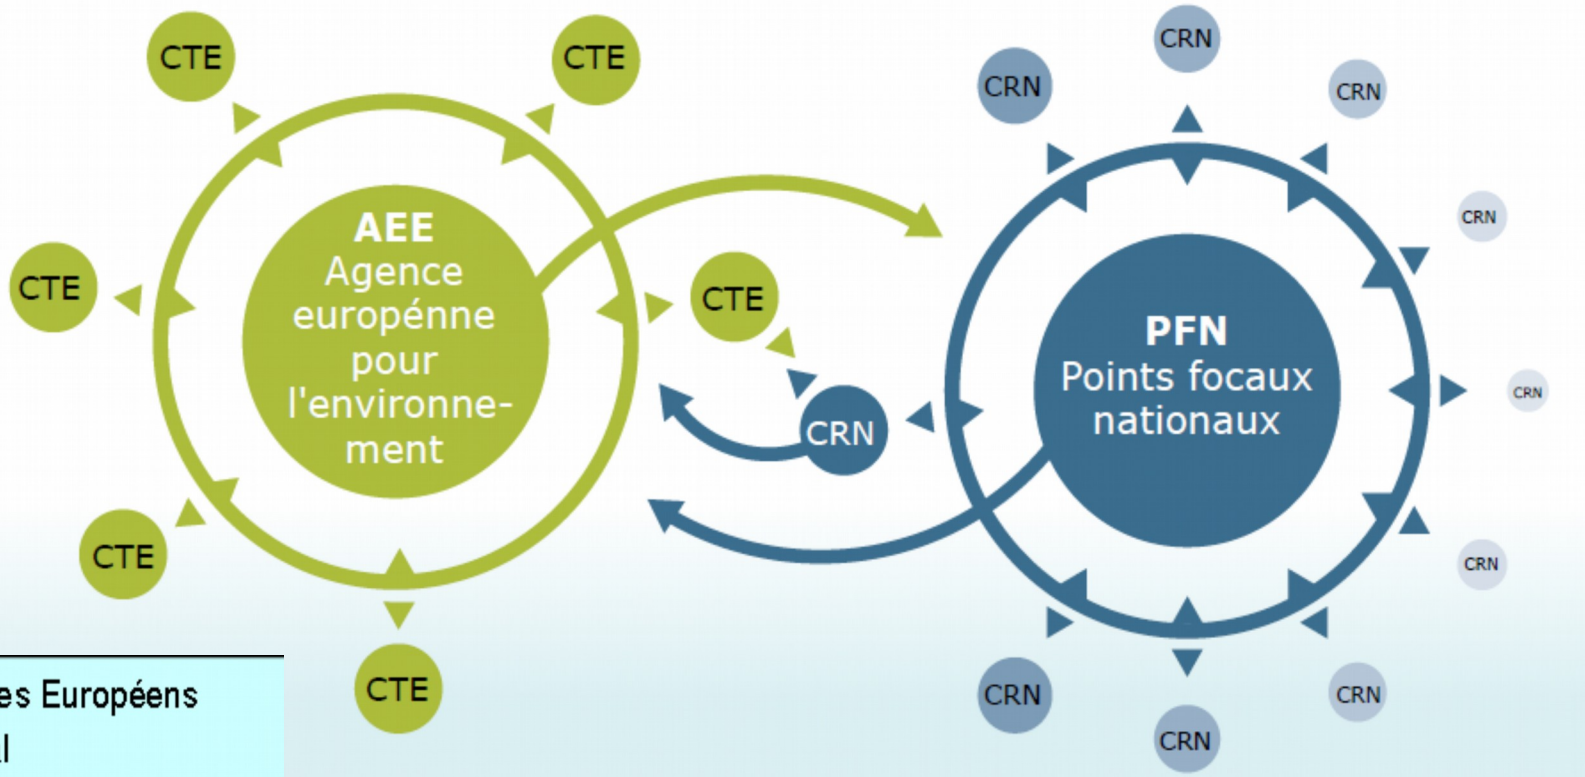 CTE
CTE
CTE
CTE
CTE
CTE
CTE
AEE
Agence
europénne
pour
l'environne-
ment
CRN
CRN
CRN
CRN
CRN
CRN
CRN
CRN
CRN
CRN
PFN
Points focaux
nationaux
es Européens